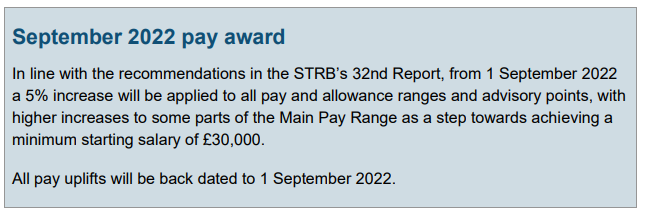 September 2022 pay award
In line with the recommendations in the STRB's 32nd Report, from 1 September 2022
a 5% increase will be applied to all pay and allowance ranges and advisory points, with
higher increases to some parts of the Main Pay Range as a step towards achieving a
minimum starting salary of £30,000.
All pay uplifts will be back dated to 1 September 2022.